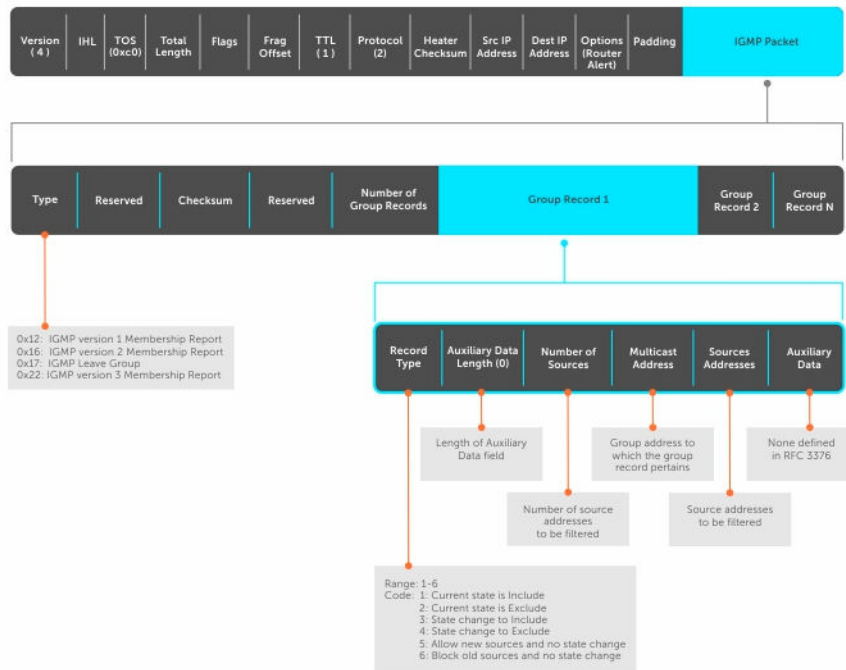 Version
(4)
IHL
TOS
(0xc0)
Total
Length
Flags
Frag
Offset
TTL
(1)
Protocol
(2)
Heater
Checksum
Src IP
Address
Dest IP
Address
Options
(Router
Alert)
Padding
IGMP Packet
Type
Reserved
Checksum
Reserved
Number of
Group Records
Group Record 1
Group
Record 2
Group
Record N
0x12: IGMP version 1 Membership Report
0x16: IGMP version 2 Membership Report
0x17: IGMP Leave Group
0x22: IGMP version 3 Membership Report
Record
Type
Auxiliary Data
Length (0)
Number of
Sources
Multicast
Address
Sources
Addresses
Auxiliary
Data
Length of Auxiliary
Data field
Group address to
which the group
record pertains
None defined
in RFC 3376
Number of source
addresses
to be filtered
Source addresses
to be filtered
Range: 1-6
Code: 1: Current state is Include
2: Current state is Exclude
3: State change to Include
4: State change to Exclude
5: Allow new sources and no state change
6: Block old sources and no state change